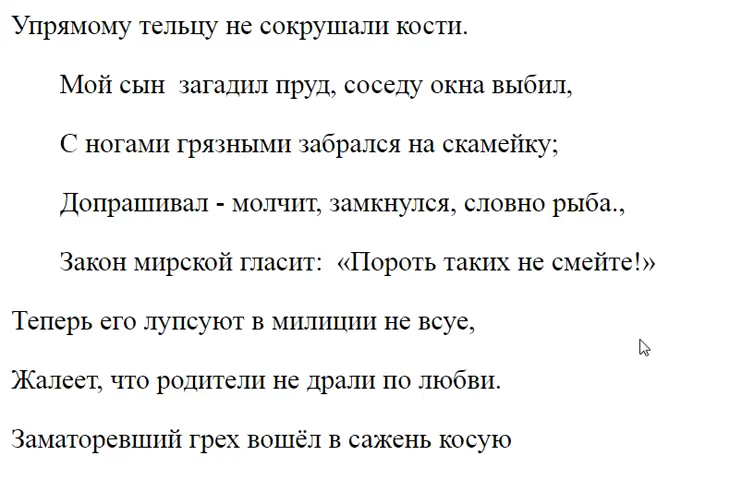 Упрямому тельцу не сокрушали кости.
Мой сын  загадил пруд, соседу окна выбил,
С ногами грязными забрался на скамейку;
Допрашивал - молчит, замкнулся, словно рыба.,
Закон мирской гласит:  «Пороть таких не смейте!»
Теперь его лупсуют в милиции не всуе,
Жалеет, что родители не драли по любви.
Заматоревший грех вошёл в сажень косую